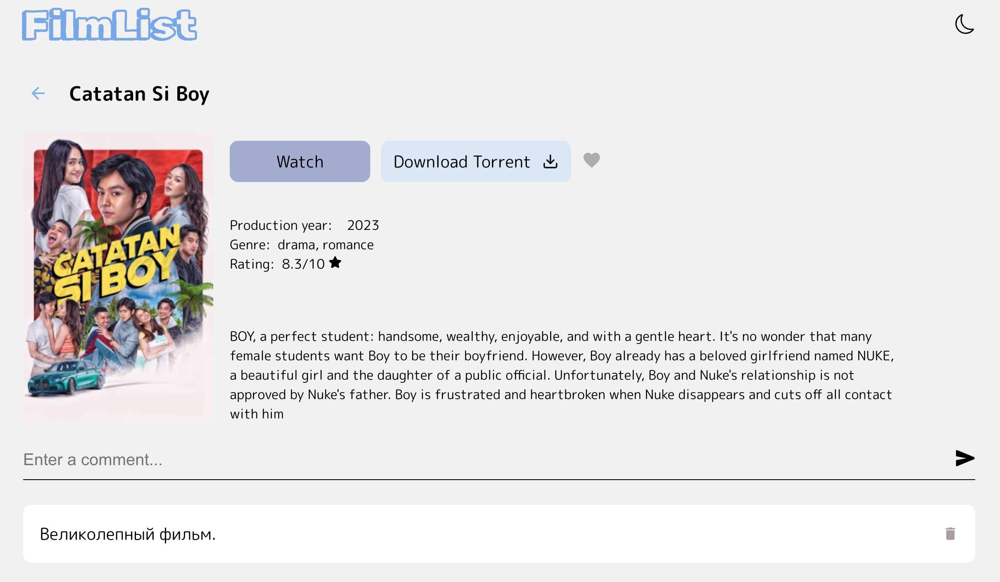 FilmList
Catatan Si Boy
Watch
Download Torrent
CATATAN
SI BOY
Production year: 2023
Genre: drama, romance
Rating: 8.3/10
BOY, a perfect student: handsome, wealthy, enjoyable, and with a gentle heart. It's no wonder that many
female students want Boy to be their boyfriend. However, Boy already has a beloved girlfriend named NUKE,
a beautiful girl and the daughter of a public official. Unfortunately, Boy and Nuke's relationship is not
approved by Nuke's father. Boy is frustrated and heartbroken when Nuke disappears and cuts off all contact
with him
Enter a comment...
Великолепный фильм.